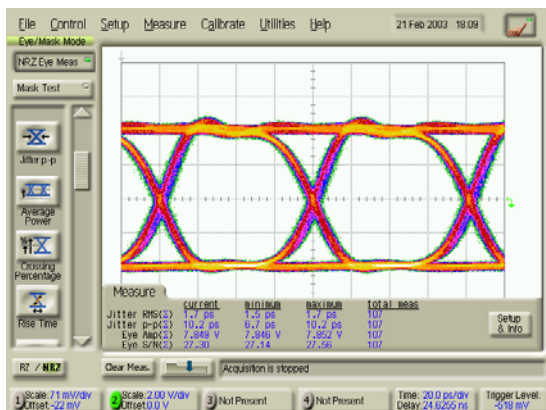 File Control Setup Measure Calibrate Utilities Help 21 Feb 2003 18:09
Eye/Mask Mode
NRZ Eye Meas
Mask Test
Jitter p-p
Average
Power
Crossing
Percentage
Rise Time
Measure
current minimum maximum total meas
Jitter RMS(Σ) 1.7 ps 1.5 ps 1.7 ps 107
Jitter p-p(Σ) 10.2 ps 6.7 ps 10.2 ps 107
Eye Amp(Σ) 7.849 V 7.846 V 7.852 V 107
Eye S/N(Σ) 27.30 27.14 27.56 107
Setup
& Info
RZ / NRZ
Clear Meas.
Acquisition is stopped
1 Scale:71 mV/div
Offset:-22 mV
2 Scale:2.00 V/div
Offset:0.0 V
3 Not Present
4 Not Present
Time: 20.0 ps/div
Delay:24.6255 ns
Trigger Level:
-518 mV